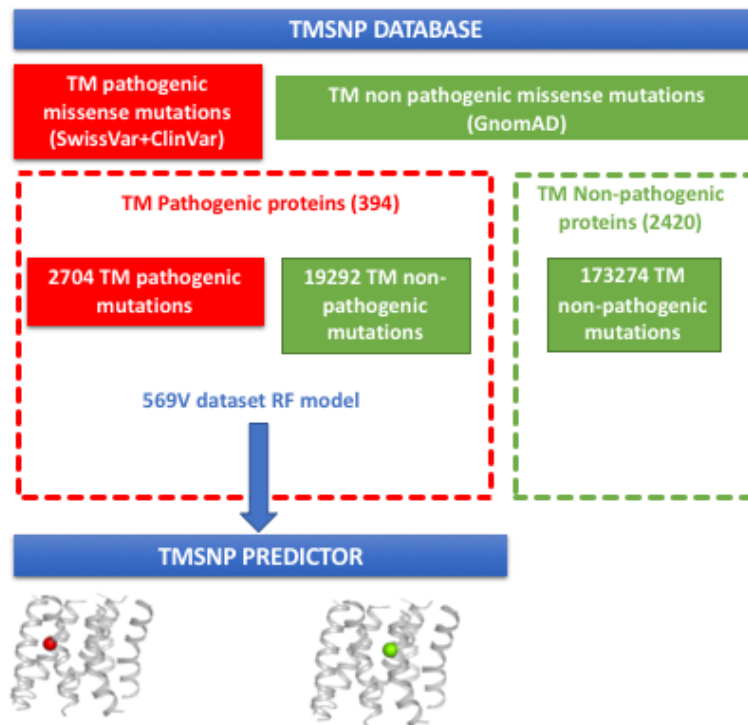 TMSNP DATABASE
TM pathogenic
missense mutations
(SwissVar+ClinVar)
TM non pathogenic missense mutations
(GnomAD)
TM Pathogenic proteins (394)
TM Non-pathogenic
proteins (2420)
2704 TM pathogenic
mutations
19292 TM non-
pathogenic
mutations
173274 TM
non-pathogenic
mutations
569V dataset RF model
TMSNP PREDICTOR